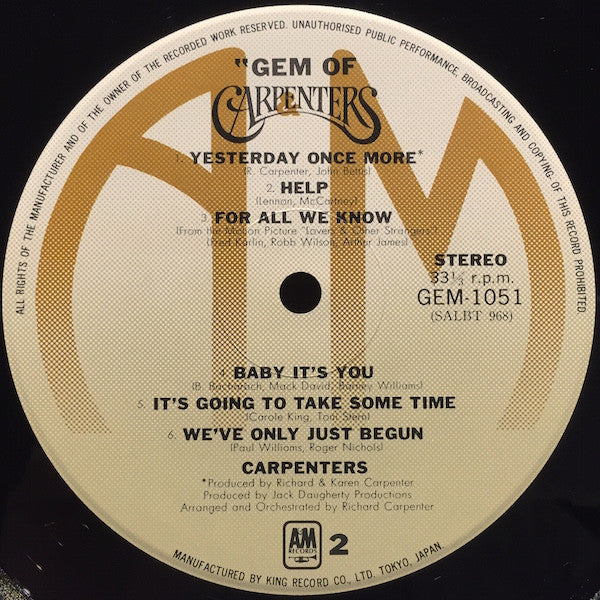 ALL RIGHTS OF THE MANUFACTURER AND OF THE OWNER OF THE RECORDED WORK RESERVED. UNAUTHORISED PUBLIC PERFORMANCE, BROADCASTING AND COPYING OF THIS RECORD PROHIBITED.
"GEM OF
CARPENTERS
1. YESTERDAY ONCE MORE*
(R. Carpenter, John Bettis)
2. HELP
(Lennon, McCartney)
3. FOR ALL WE KNOW
(From the Motion Picture "Lovers & Other Strangers"
(Fred Karlin, Robb Wilson, Arther James)
STEREO
33⅓ r.p.m.
GEM-1051
(SALBT 968)
4. BABY IT'S YOU
(B. Bacharach, Mack David, Barney Williams)
5. IT'S GOING TO TAKE SOME TIME
(Carole King, Toni Stern)
6. WE'VE ONLY JUST BEGUN
(Paul Williams, Roger Nichols)
CARPENTERS
*Produced by Richard & Karen Carpenter
Produced by Jack Daugherty Productions
Arranged and Orchestrated by Richard Carpenter
A&M
RECORDS
2
MANUFACTURED BY KING RECORD CO., LTD. TOKYO, JAPAN